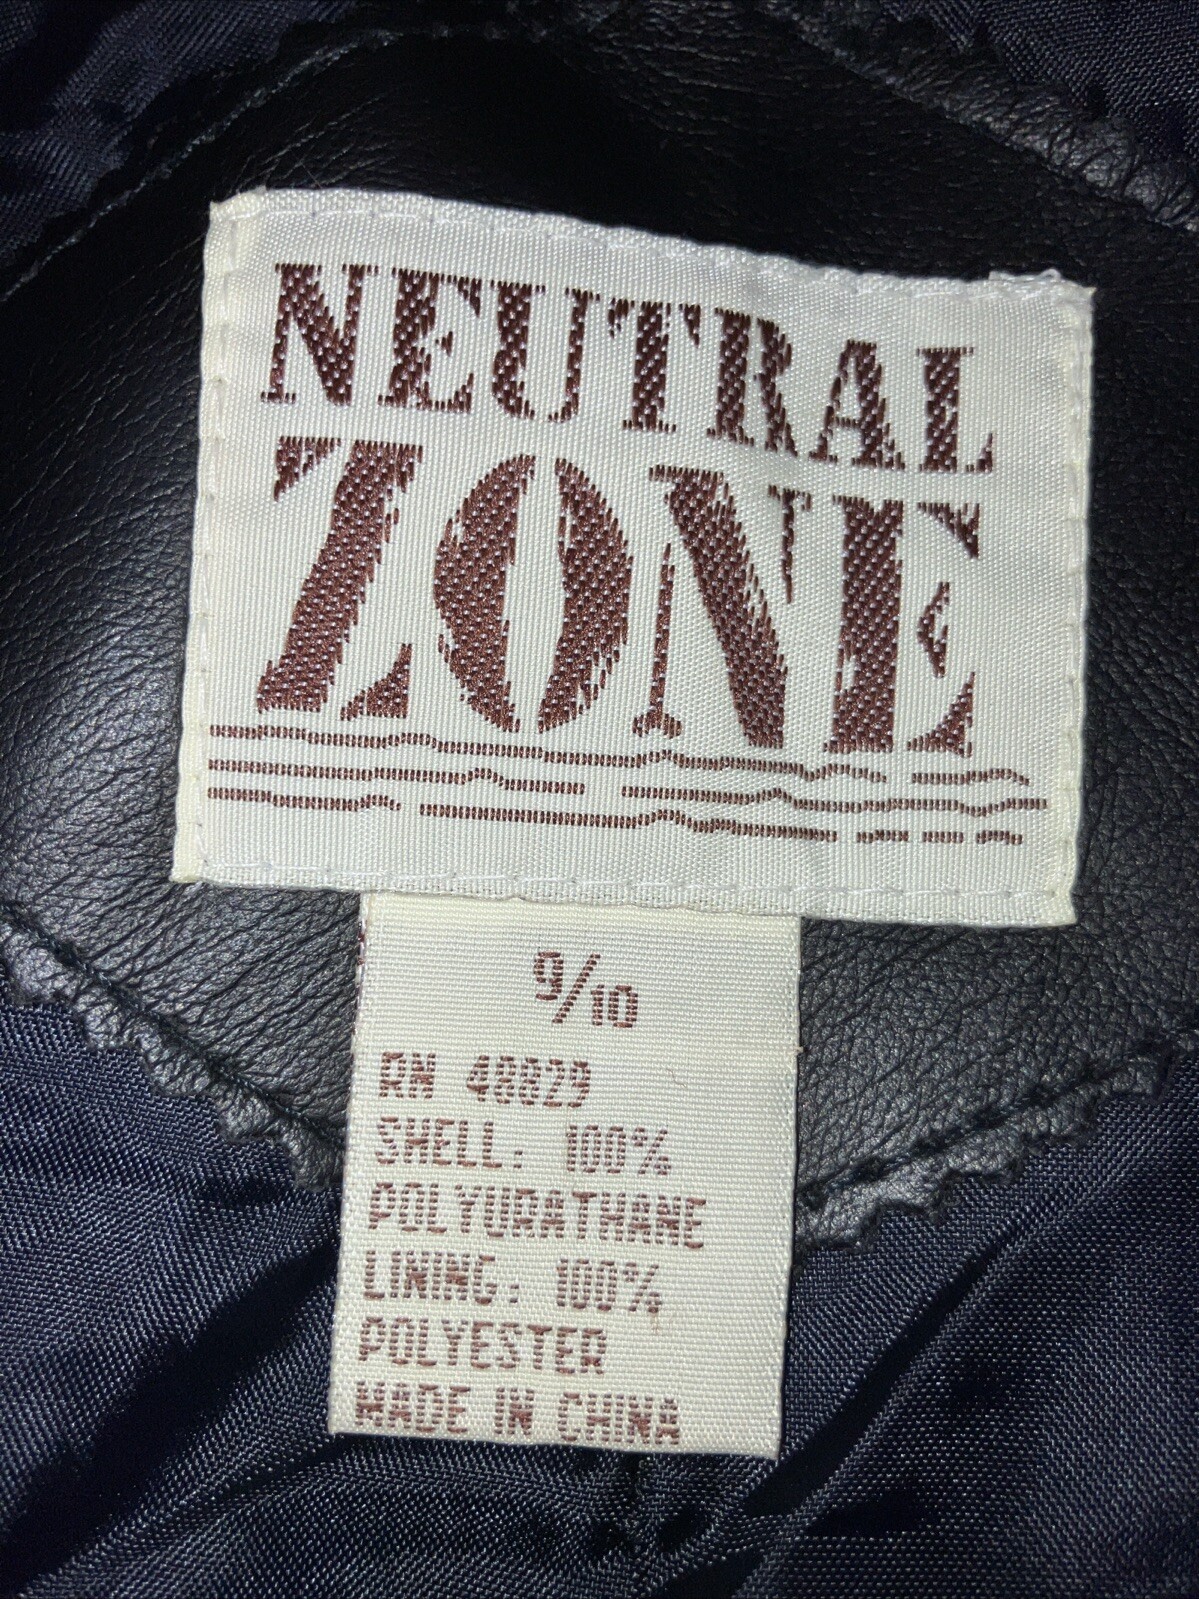 NEUTRAL
ZONE
9/10
RN 48829
SHELL: 100%
POLYURATHANE
LINING: 100%
POLYESTER
MADE IN CHINA